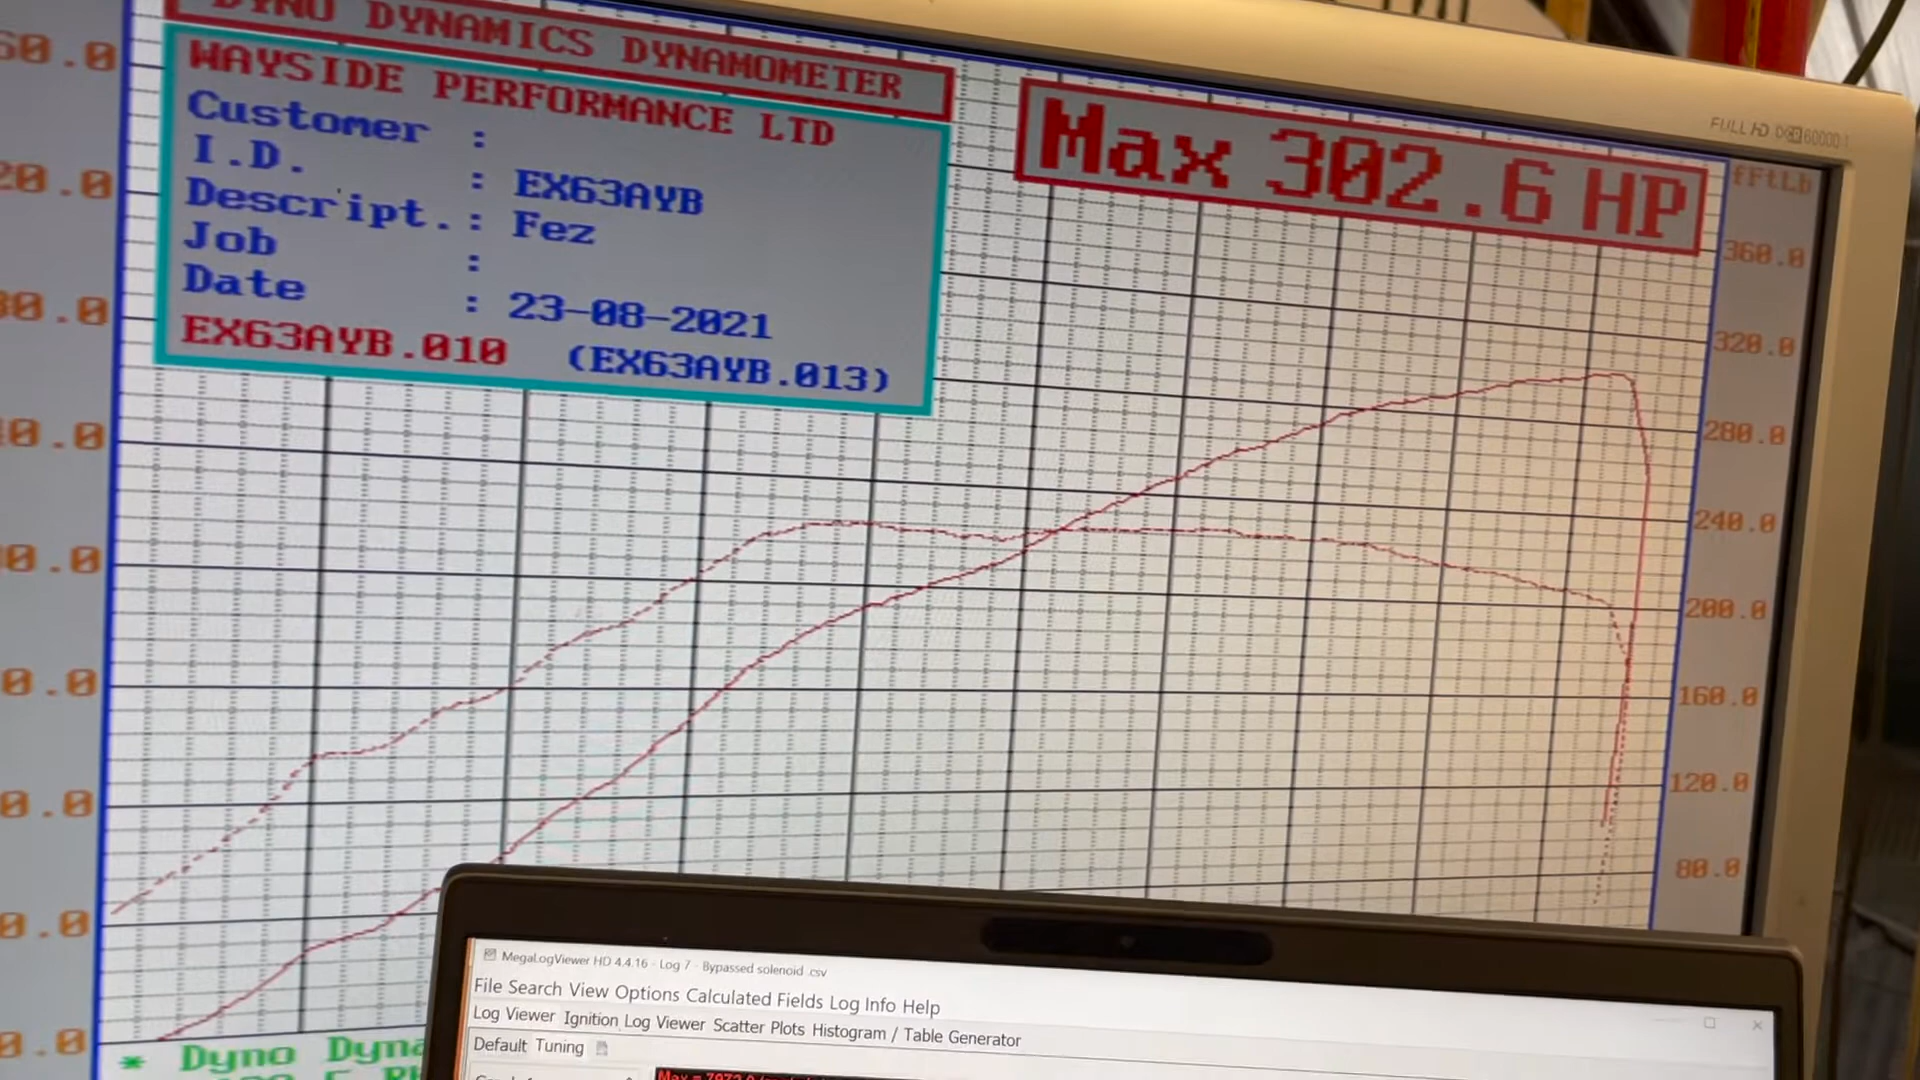 DYNO DYNAMICS DYNAMOMETER
WAYSIDE PERFORMANCE LTD
Customer :
I.D. : EX63AYB
Descript. : Fez
Job :
Date : 23-08-2021
EX63AYB.010 (EX63AYB.013)
Max 302.6 HP
FULL HD
fFtLb
360.0
320.0
280.0
240.0
200.0
160.0
120.0
80.0
* Dyno Dyna
MegaLogViewer HD 4.4.16 - Log 7 - Bypassed solenoid .csv
File Search View Options Calculated Fields Log Info Help
Log Viewer Ignition Log Viewer Scatter Plots Histogram / Table Generator
Default Tuning